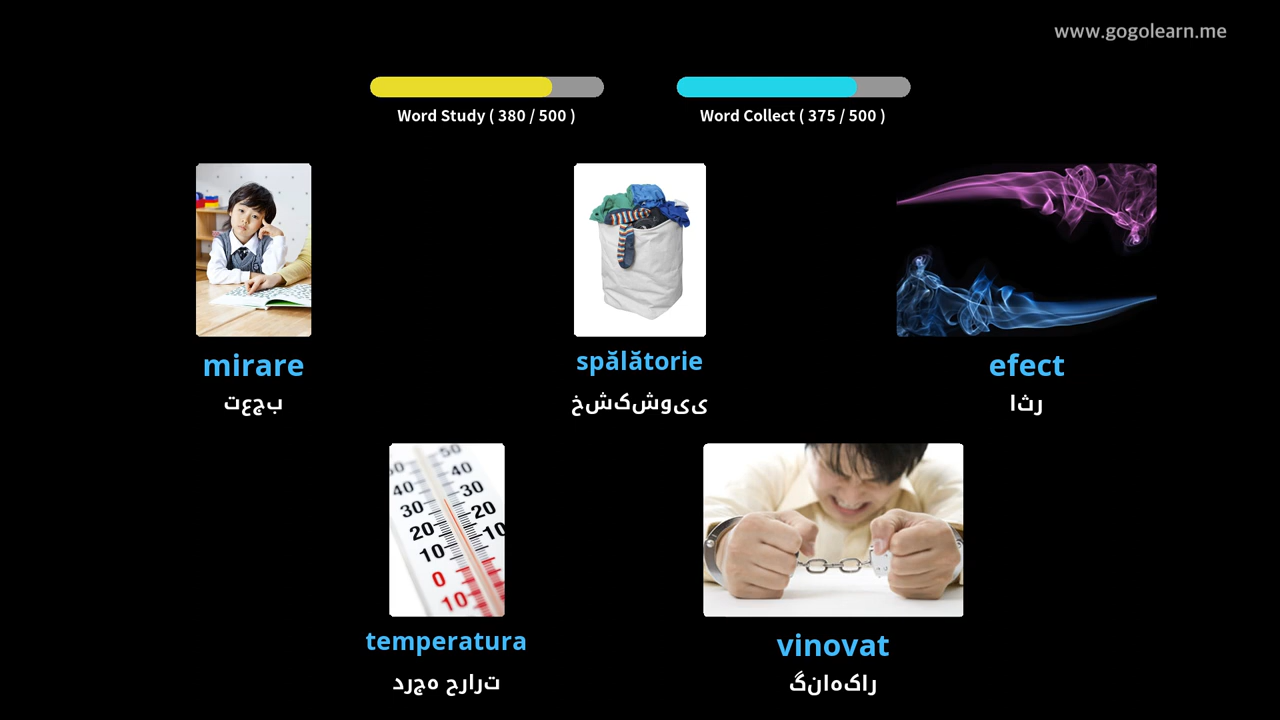 www.gogolearn.me
Word Study ( 380 / 500 )
Word Collect ( 375 / 500 )
mirare
تعجب
spălătorie
خشکشویی
efect
اثر
temperatura
درجه حرارت
vinovat
گناهکار